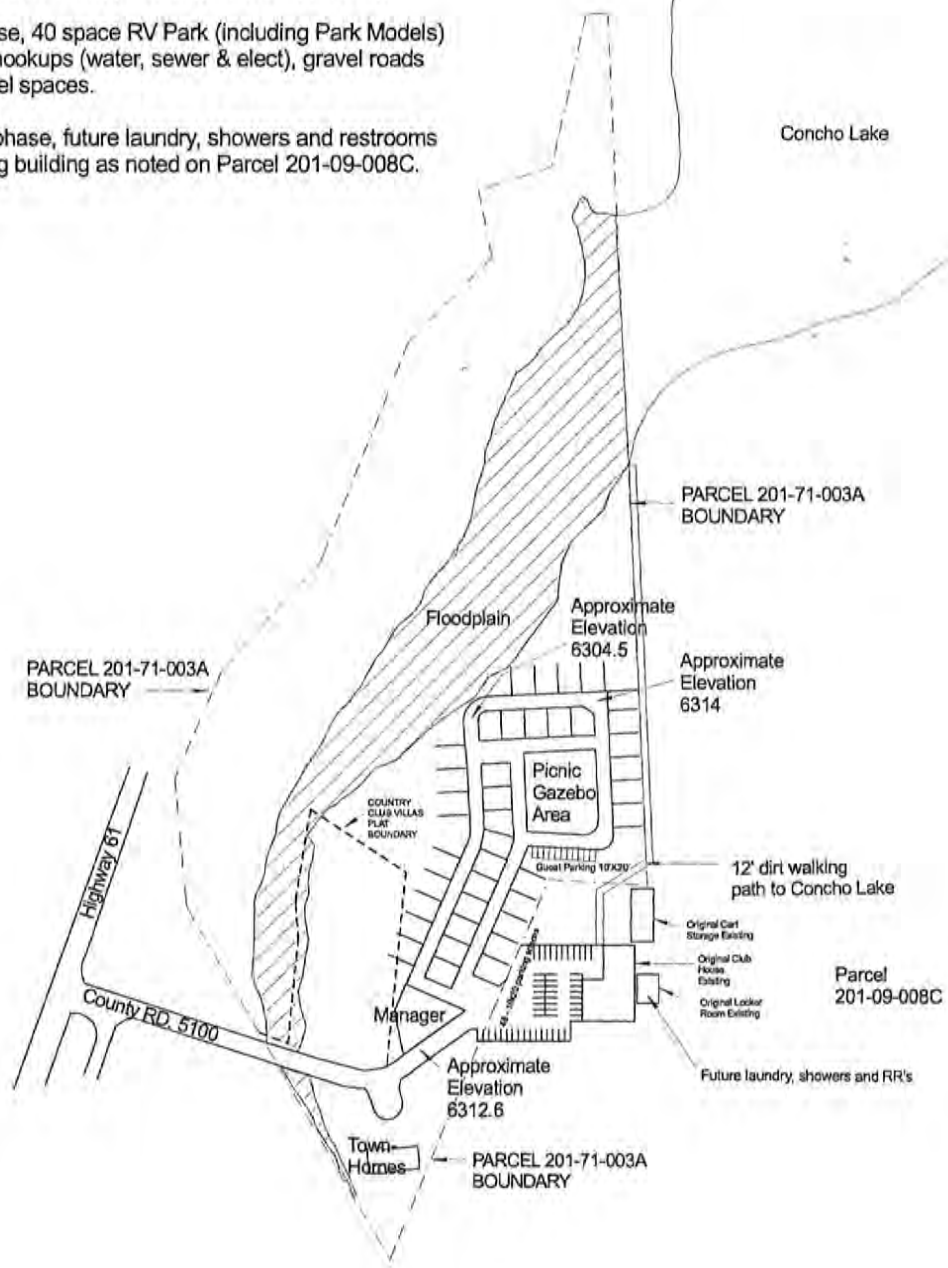 se, 40 space RV Park (including Park Models)
hookups (water, sewer & elect), gravel roads
el spaces.
phase, future laundry, showers and restrooms
g building as noted on Parcel 201-09-008C.
Concho Lake
PARCEL 201-71-003A
BOUNDARY
Floodplain
Approximate
Elevation
6304.5
Approximate
Elevation
6314
PARCEL 201-71-003A
BOUNDARY
Picnic
Gazebo
Area
COUNTRY
CLUB VILLAS
PLAT
BOUNDARY
Highway 61
Guest Parking 10'X20'
12' dirt walking
path to Concho Lake
Original Cart
Storage Existing
Original Club
House
Existing
Original Locker
Room Existing
Parcel
201-09-008C
County RD. 5100
Manager
Approximate
Elevation
6312.6
Future laundry, showers and RR's
Town-
Homes
PARCEL 201-71-003A
BOUNDARY